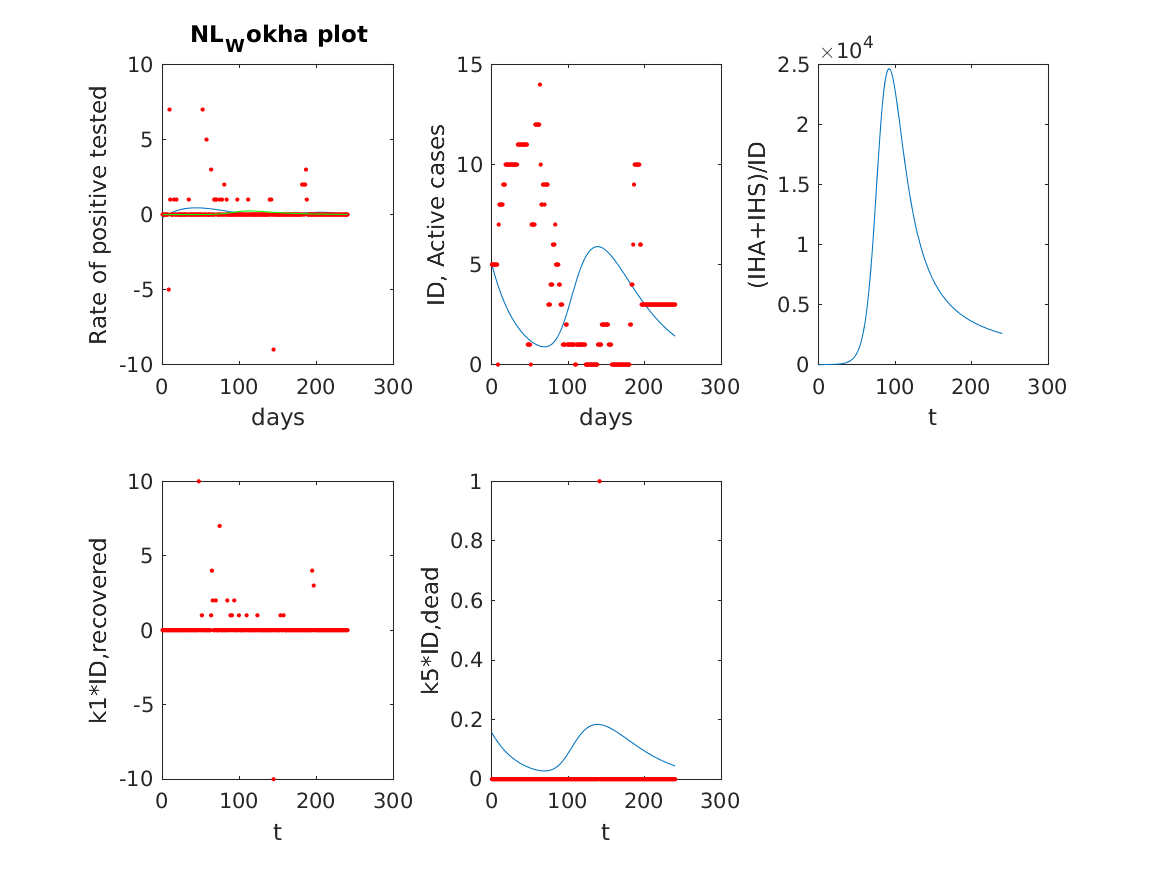 NL_Wokha plot
10
5
0
-5
-10
0 100 200 300
days
Rate of positive tested
15
10
5
0
0 100 200 300
days
ID, Active cases
×10^4
2.5
2
1.5
1
0.5
0
0 100 200 300
t
(IHA+IHS)/ID
10
5
0
-5
-10
0 100 200 300
t
k1*ID,recovered
1
0.8
0.6
0.4
0.2
0
0 100 200 300
t
k5*ID,dead